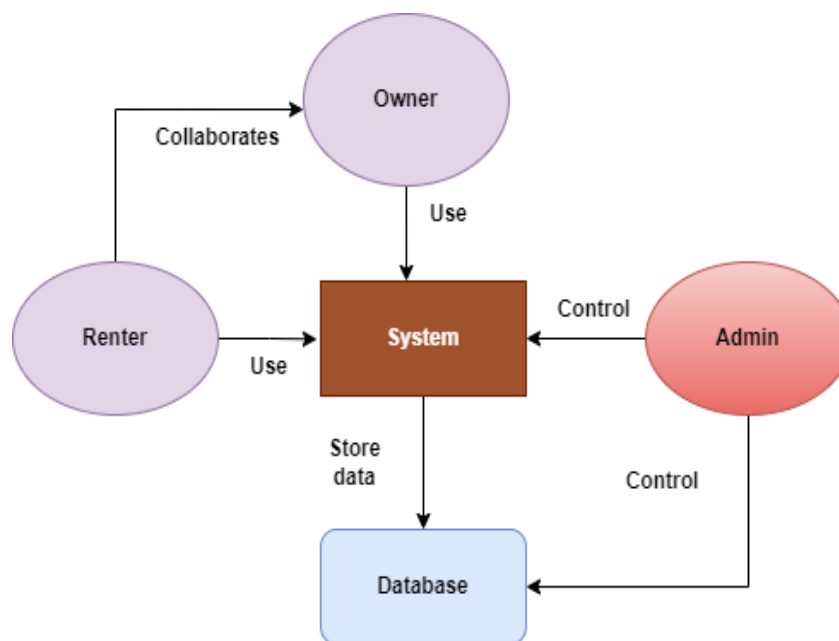 Owner
Collaborates
Use
Renter
Use
System
Control
Admin
Store
data
Control
Database